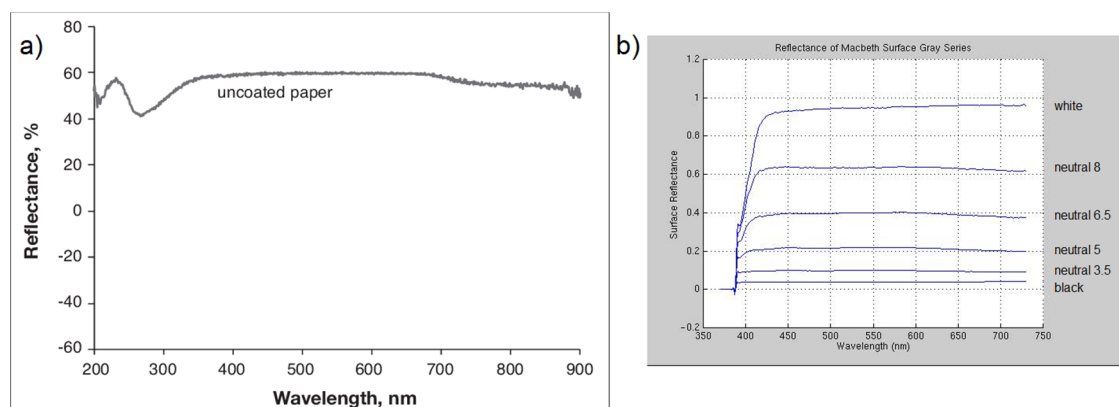 a)
80
60
40
20
0
-20
-40
-60
Reflectance, %
uncoated paper
200 300 400 500 600 700 800 900
Wavelength, nm
b)
Reflectance of Macbeth Surface Gray Series
1.2
1
0.8
0.6
0.4
0.2
0
-0.2
Surface Reflectance
white
neutral 8
neutral 6.5
neutral 5
neutral 3.5
black
350 400 450 500 550 600 650 700 750
Wavelength (nm)